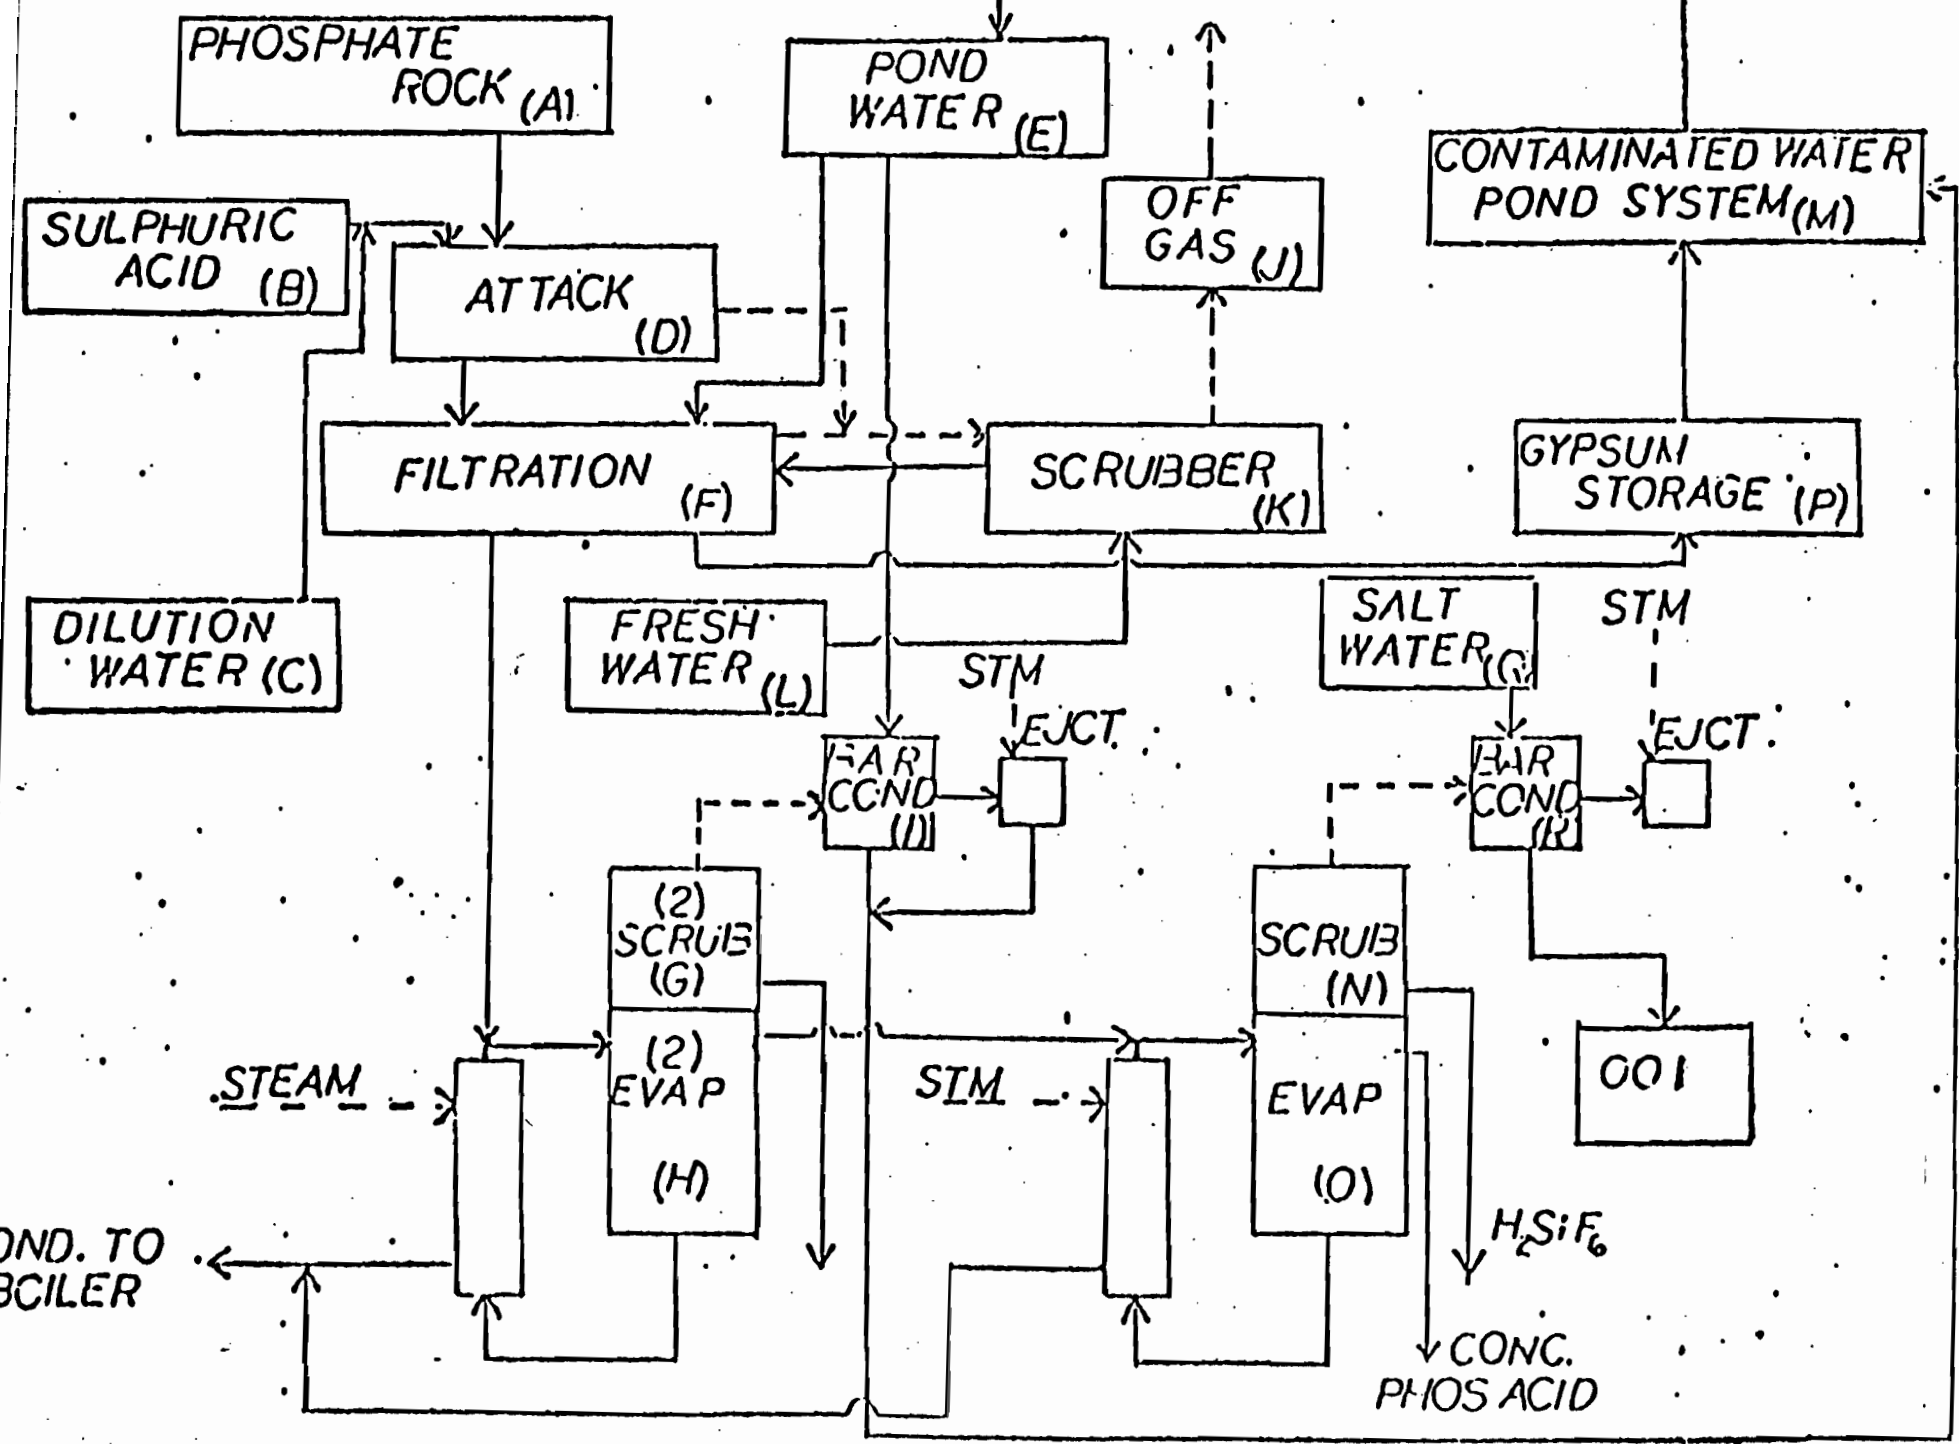 PHOSPHATE
ROCK (A)
POND
WATER (E)
CONTAMINATED WATER
POND SYSTEM (M)
SULPHURIC
ACID (B)
OFF
GAS (J)
ATTACK
(D)
FILTRATION
(F)
SCRUBBER
(K)
GYPSUM
STORAGE (P)
DILUTION
WATER (C)
FRESH
WATER (L)
STM
EJCT.
SALT
WATER (Q)
STM
EJCT.
BAR
COND
(I)
BAR
COND
(R)
(2)
SCRUB
(G)
(2)
EVAP
(H)
SCRUB
(N)
EVAP
(O)
001
STEAM
STM
OND. TO
BOILER
H2SiF6
CONC.
PHOS ACID